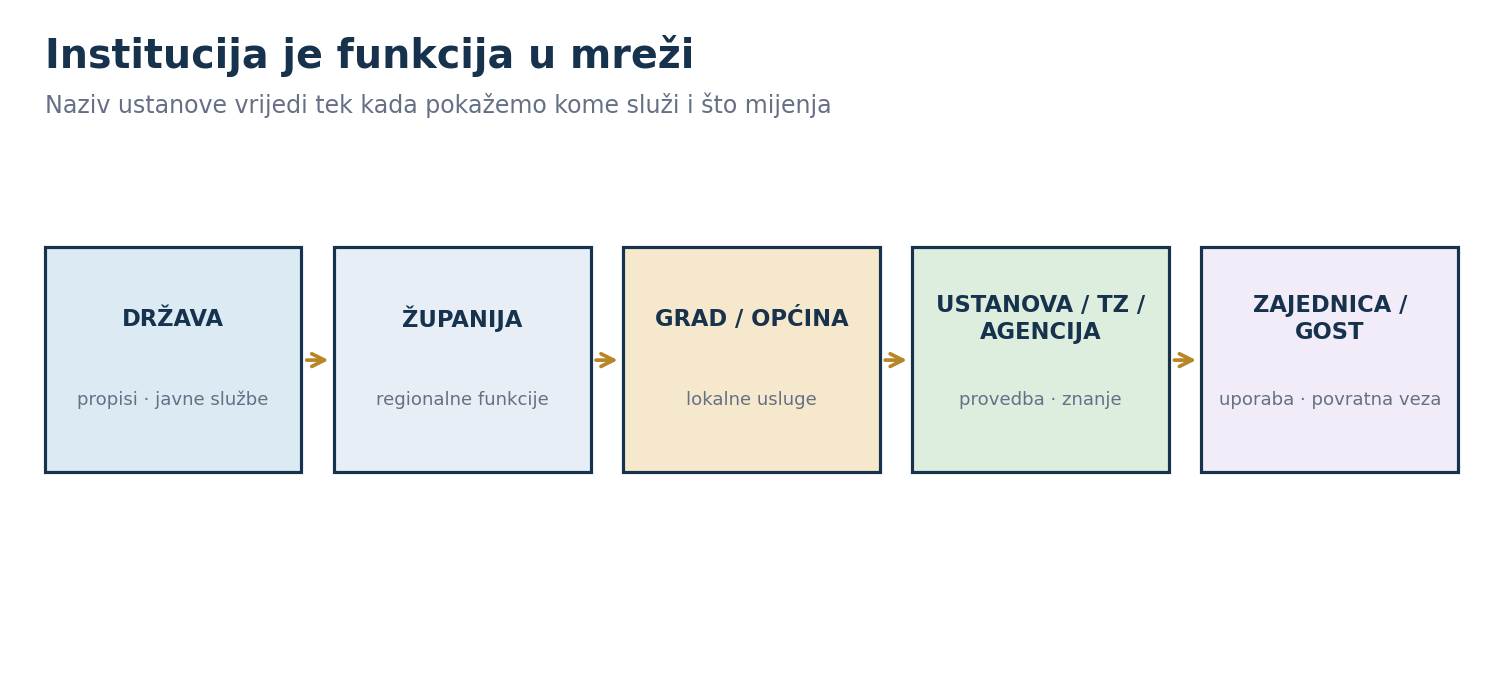 Institucija je funkcija u mreži
Naziv ustanove vrijedi tek kada pokažemo kome služi i što mijenja
DRŽAVA
propisi · javne službe
ŽUPANIJA
regionalne funkcije
GRAD / OPĆINA
lokalne usluge
USTANOVA / TZ /
AGENCIJA
provedba · znanje
ZAJEDNICA /
GOST
uporaba · povratna veza